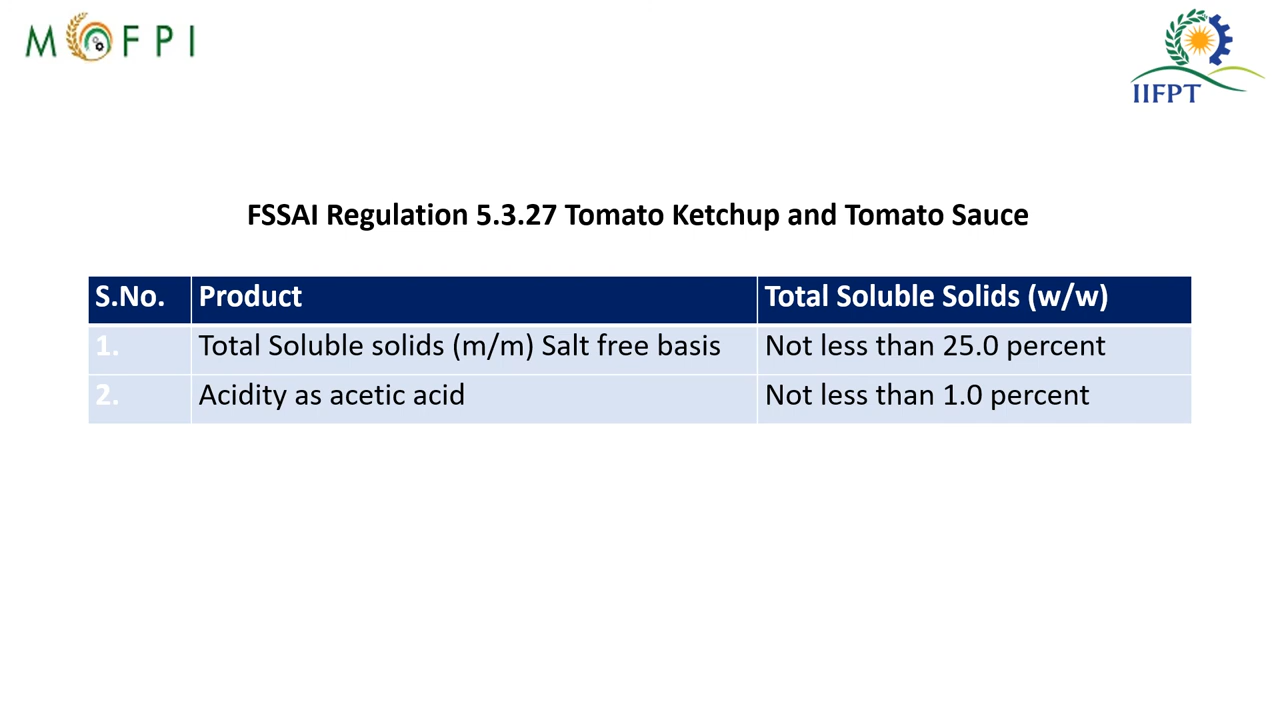 MOFPI
IIFPT
FSSAI Regulation 5.3.27 Tomato Ketchup and Tomato Sauce
S.No. Product Total Soluble Solids (w/w)
1. Total Soluble solids (m/m) Salt free basis Not less than 25.0 percent
2. Acidity as acetic acid Not less than 1.0 percent